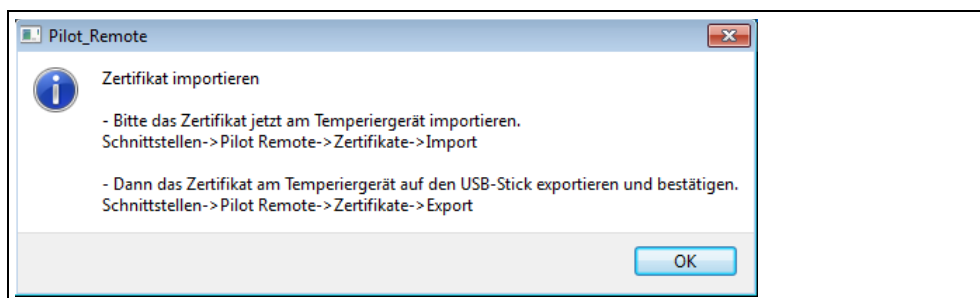 Pilot_Remote
Zertifikat importieren
- Bitte das Zertifikat jetzt am Temperiergerät importieren.
Schnittstellen->Pilot Remote->Zertifikate->Import
- Dann das Zertifikat am Temperiergerät auf den USB-Stick exportieren und bestätigen.
Schnittstellen->Pilot Remote->Zertifikate->Export
OK